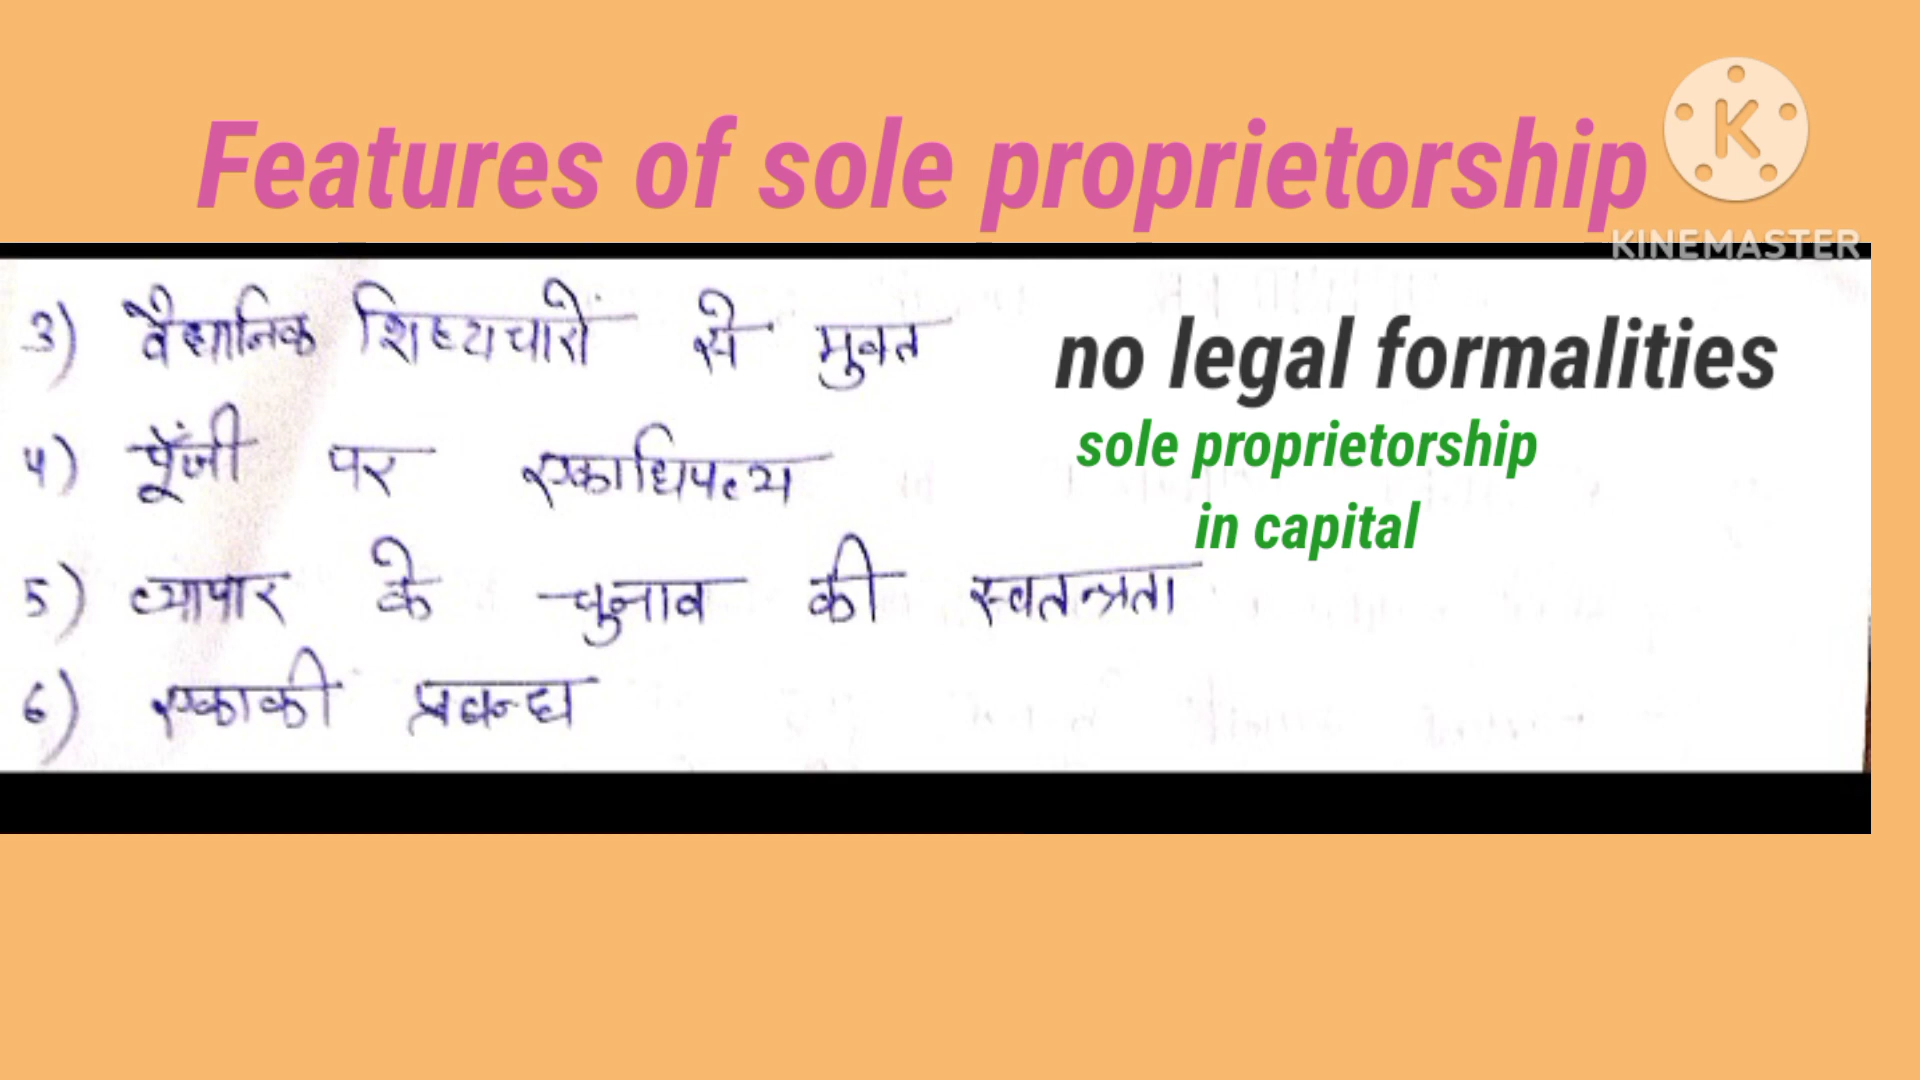 Features of sole proprietorship
KINEMASTER
3) वैधानिक शिष्टाचारों से मुक्त
no legal formalities
4) पूँजी पर एकाधिपत्य
sole proprietorship
in capital
5) व्यापार के चुनाव की स्वतन्त्रता
6) एकाकी प्रबन्ध